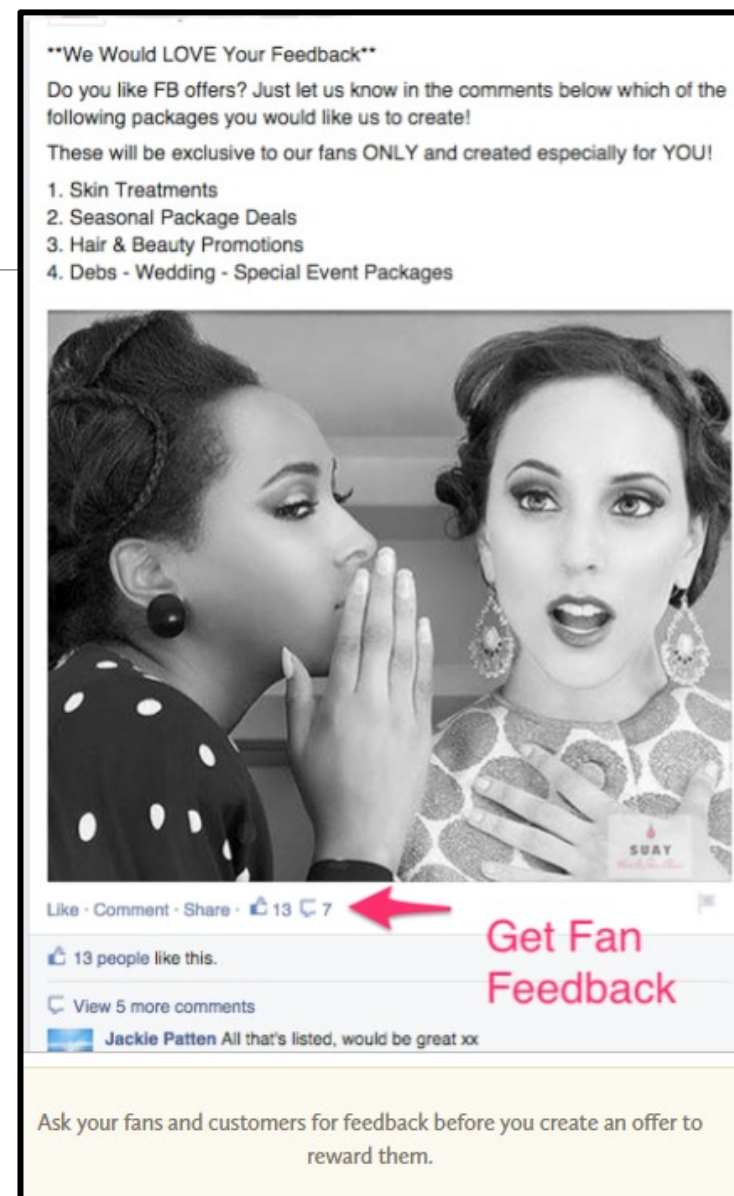 **We Would LOVE Your Feedback**
Do you like FB offers? Just let us know in the comments below which of the
following packages you would like us to create!
These will be exclusive to our fans ONLY and created especially for YOU!
1. Skin Treatments
2. Seasonal Package Deals
3. Hair & Beauty Promotions
4. Debs - Wedding - Special Event Packages
SUAY
Like · Comment · Share · 13 7
Get Fan
Feedback
13 people like this.
View 5 more comments
Jackie Patten All that's listed, would be great xx
Ask your fans and customers for feedback before you create an offer to
reward them.